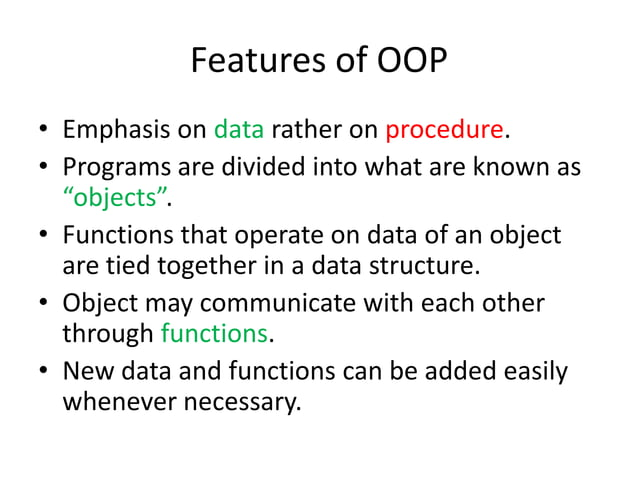 Features of OOP
• Emphasis on data rather on procedure.
• Programs are divided into what are known as
“objects”.
• Functions that operate on data of an object
are tied together in a data structure.
• Object may communicate with each other
through functions.
• New data and functions can be added easily
whenever necessary.